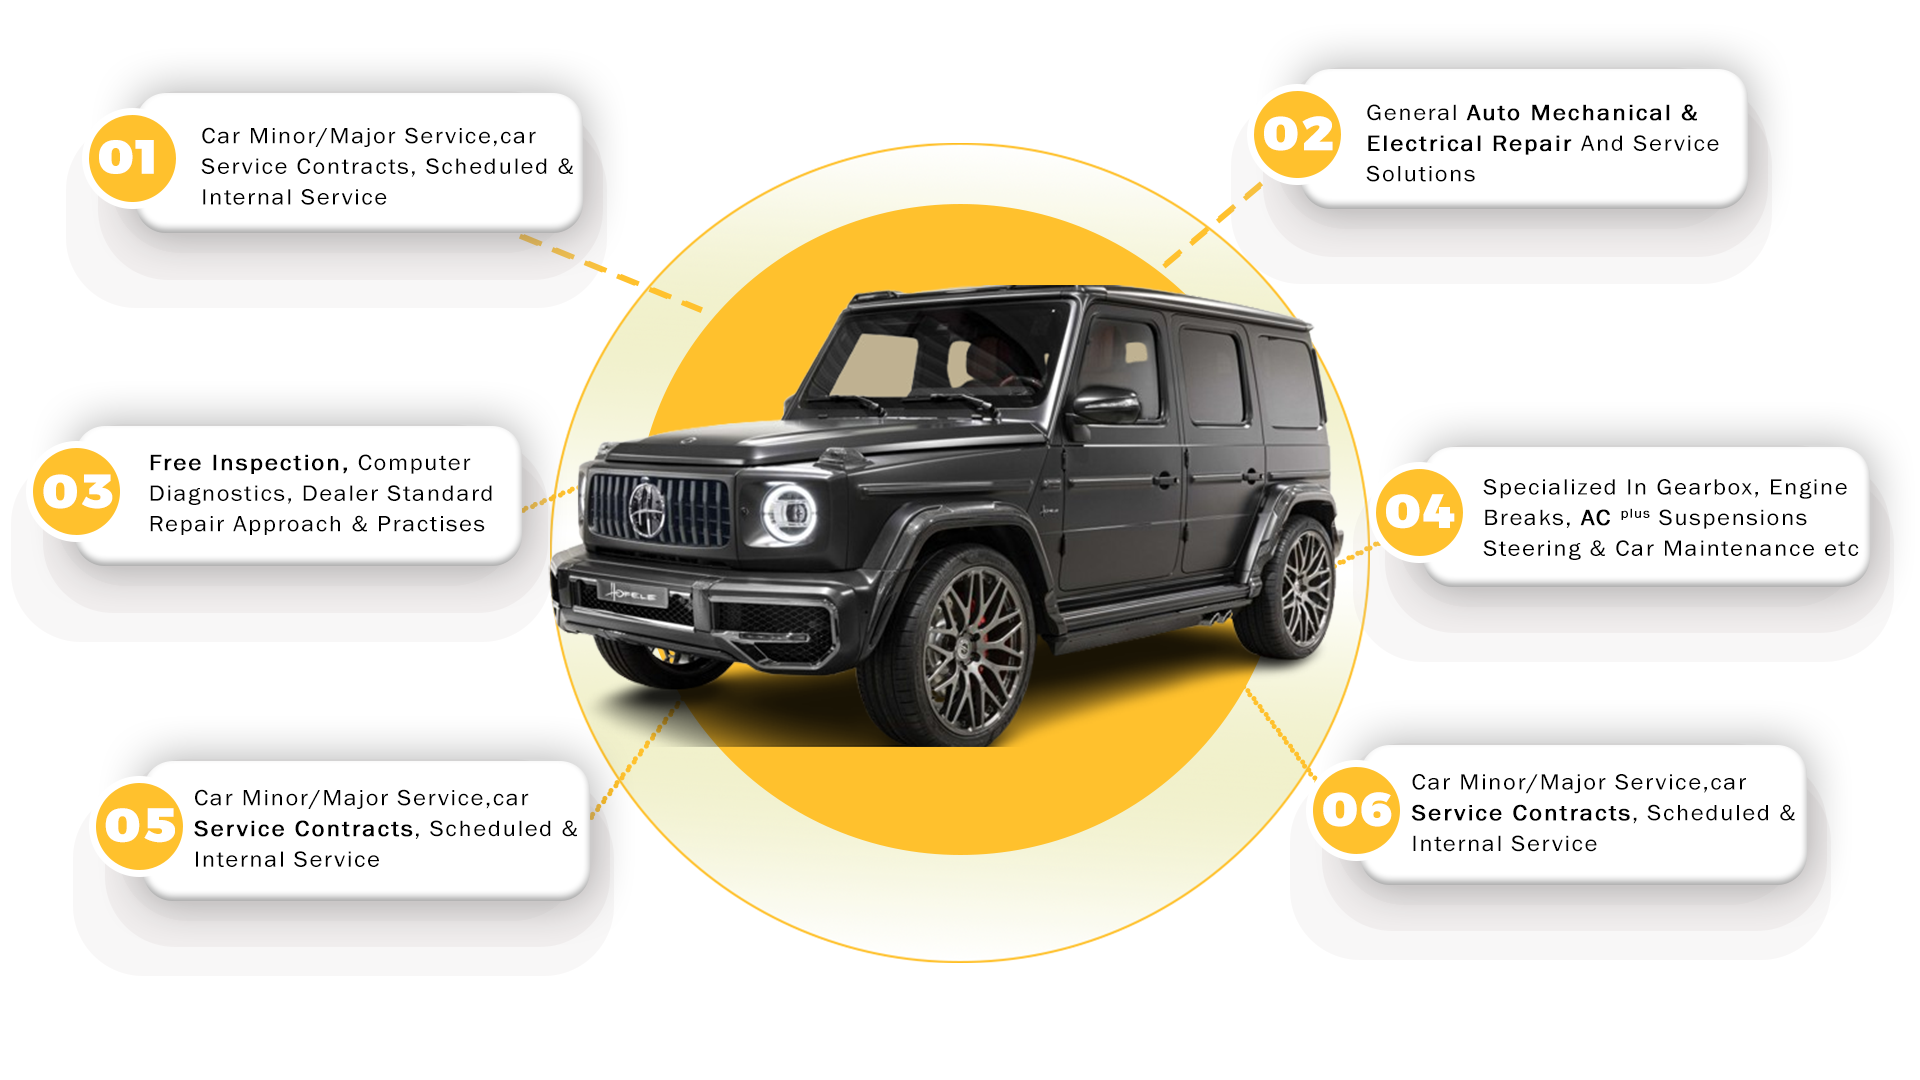 01
Car Minor/Major Service,car
Service Contracts, Scheduled &
Internal Service
02
General Auto Mechanical &
Electrical Repair And Service
Solutions
03
Free Inspection, Computer
Diagnostics, Dealer Standard
Repair Approach & Practises
04
Specialized In Gearbox, Engine
Breaks, AC plus Suspensions
Steering & Car Maintenance etc
HOFELE
05
Car Minor/Major Service,car
Service Contracts, Scheduled &
Internal Service
06
Car Minor/Major Service,car
Service Contracts, Scheduled &
Internal Service